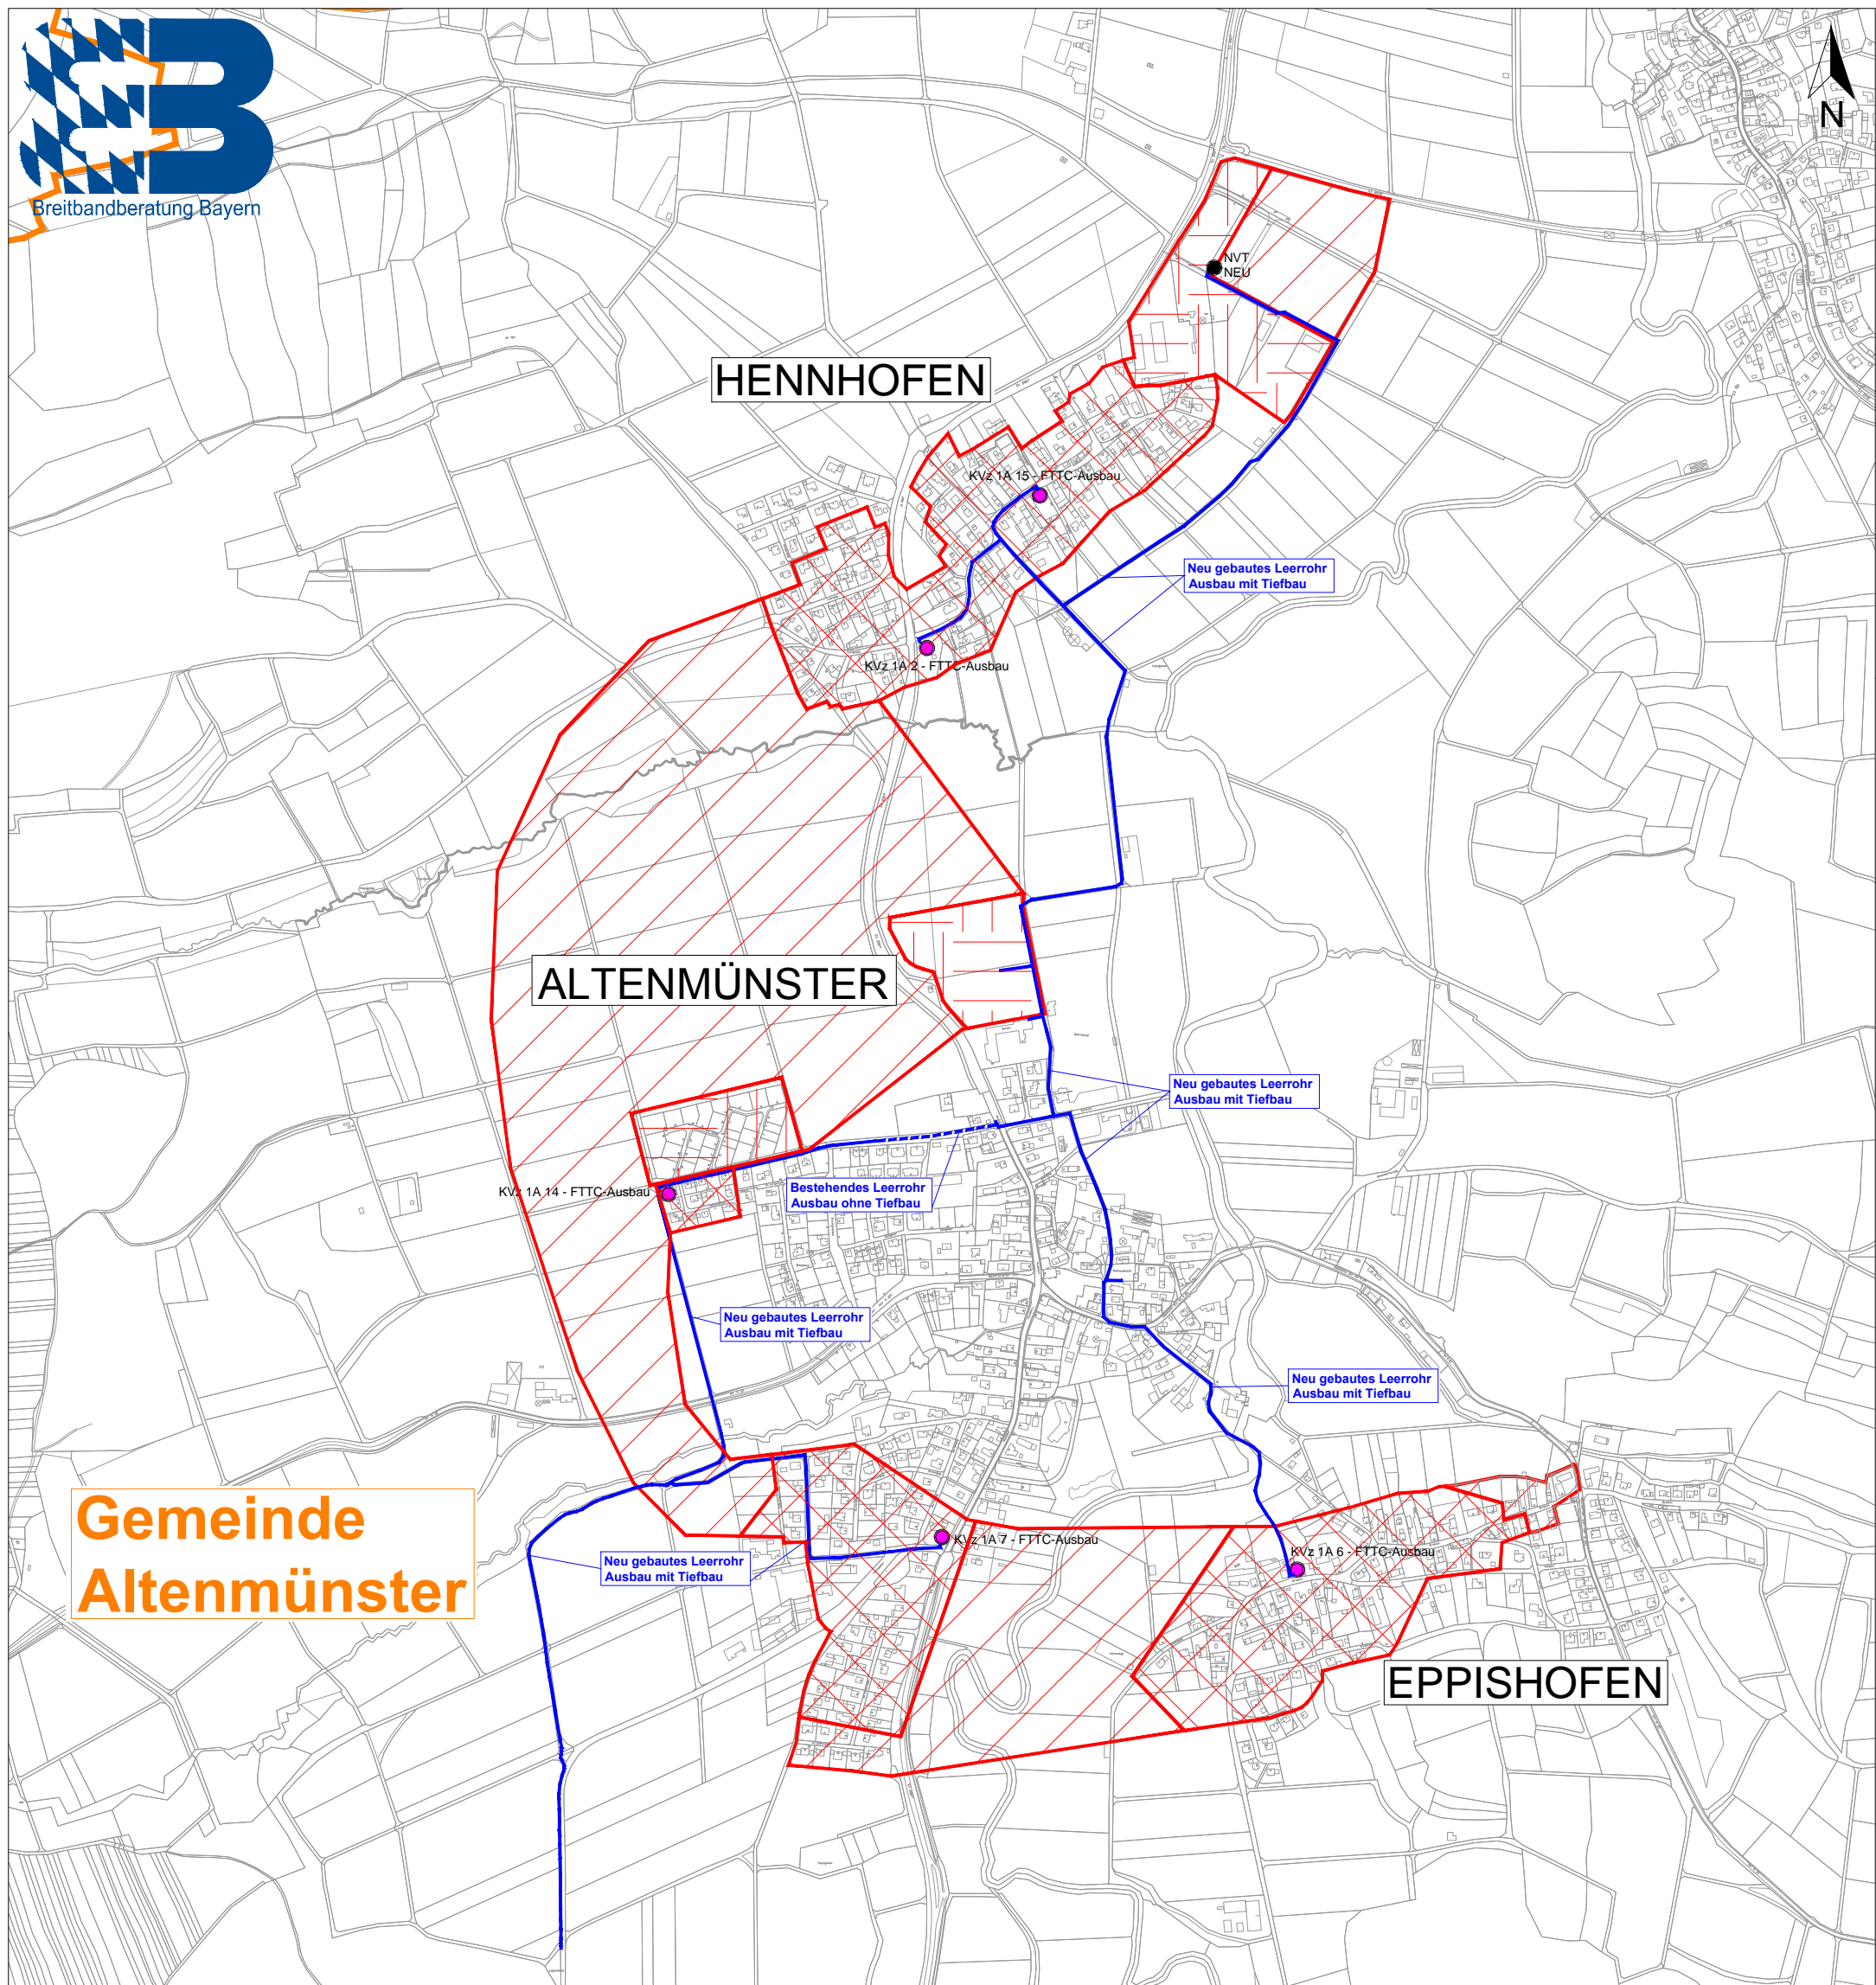 Breitbandberatung Bayern
N
NVT
NEU
HENNHOFEN
KVz 1A 15 - FTTC-Ausbau
Neu gebautes Leerrohr
Ausbau mit Tiefbau
KVz 1A 2 - FTTC-Ausbau
ALTENMÜNSTER
Neu gebautes Leerrohr
Ausbau mit Tiefbau
KVz 1A 14 - FTTC-Ausbau
Bestehendes Leerrohr
Ausbau ohne Tiefbau
Neu gebautes Leerrohr
Ausbau mit Tiefbau
Neu gebautes Leerrohr
Ausbau mit Tiefbau
Gemeinde
Altenmünster
KVz 1A 7 - FTTC-Ausbau
KVz 1A 6 - FTTC-Ausbau
Neu gebautes Leerrohr
Ausbau mit Tiefbau
EPPISHOFEN